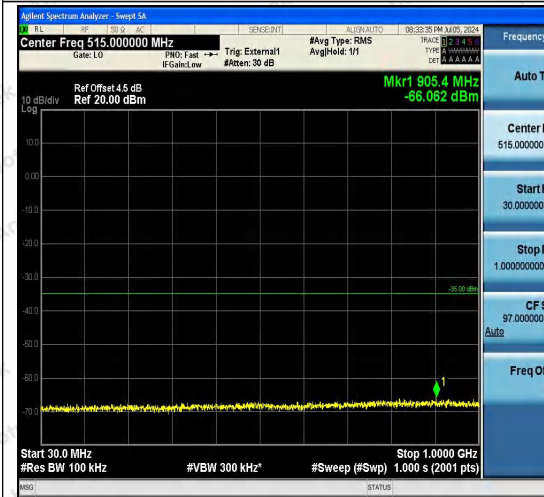 Agilent Spectrum Analyzer - Swept SA
RL RF 50 Ω AC SENSE:INT ALIGN AUTO 08:33:35 PM Jul 05, 2024
Center Freq 515.000000 MHz #Avg Type: RMS TRACE 1 2 3 4 5 6
Gate: LO PNO: Fast Trig: External1 Avg|Hold: 1/1 TYPE A
IFGain:Low #Atten: 30 dB DET A A A A A A
Mkr1 905.4 MHz
Ref Offset 4.5 dB
10 dB/div Ref 20.00 dBm -66.062 dBm
Log
10.0
0.00
-10.0
-20.0
-30.0
-35.00 dBm
-40.0
-50.0
-60.0
1
-70.0
Start 30.0 MHz Stop 1.0000 GHz
#Res BW 100 kHz #VBW 300 kHz* #Sweep (#Swp) 1.000 s (2001 pts)
MSG STATUS
Frequency
Auto T
Center
515.000000
Start
30.000000
Stop
1.000000000
CF S
97.000000
Auto
Freq Of